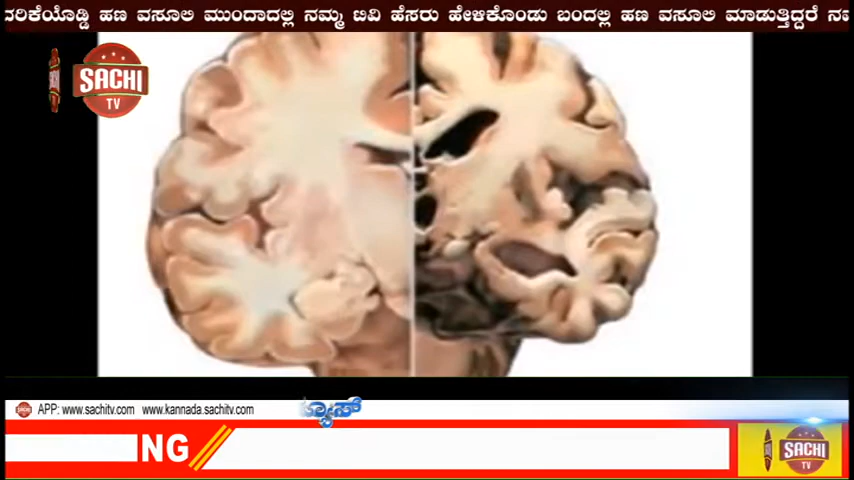 ಹಣ ವಸೂಲಿ ಮುಂದಾದಲ್ಲಿ ನಮ್ಮ ಟಿವಿ ಹೆಸರು ಹೇಳಿಕೊಂಡು ಬಂದಲ್ಲಿ ಹಣ ವಸೂಲಿ ಮಾಡುತ್ತಿದ್ದರೆ
SACHI
TV
APP: www.sachitv.com www.kannada.sachitv.com
ನ್ಯೂಸ್
NG
SACHI
TV